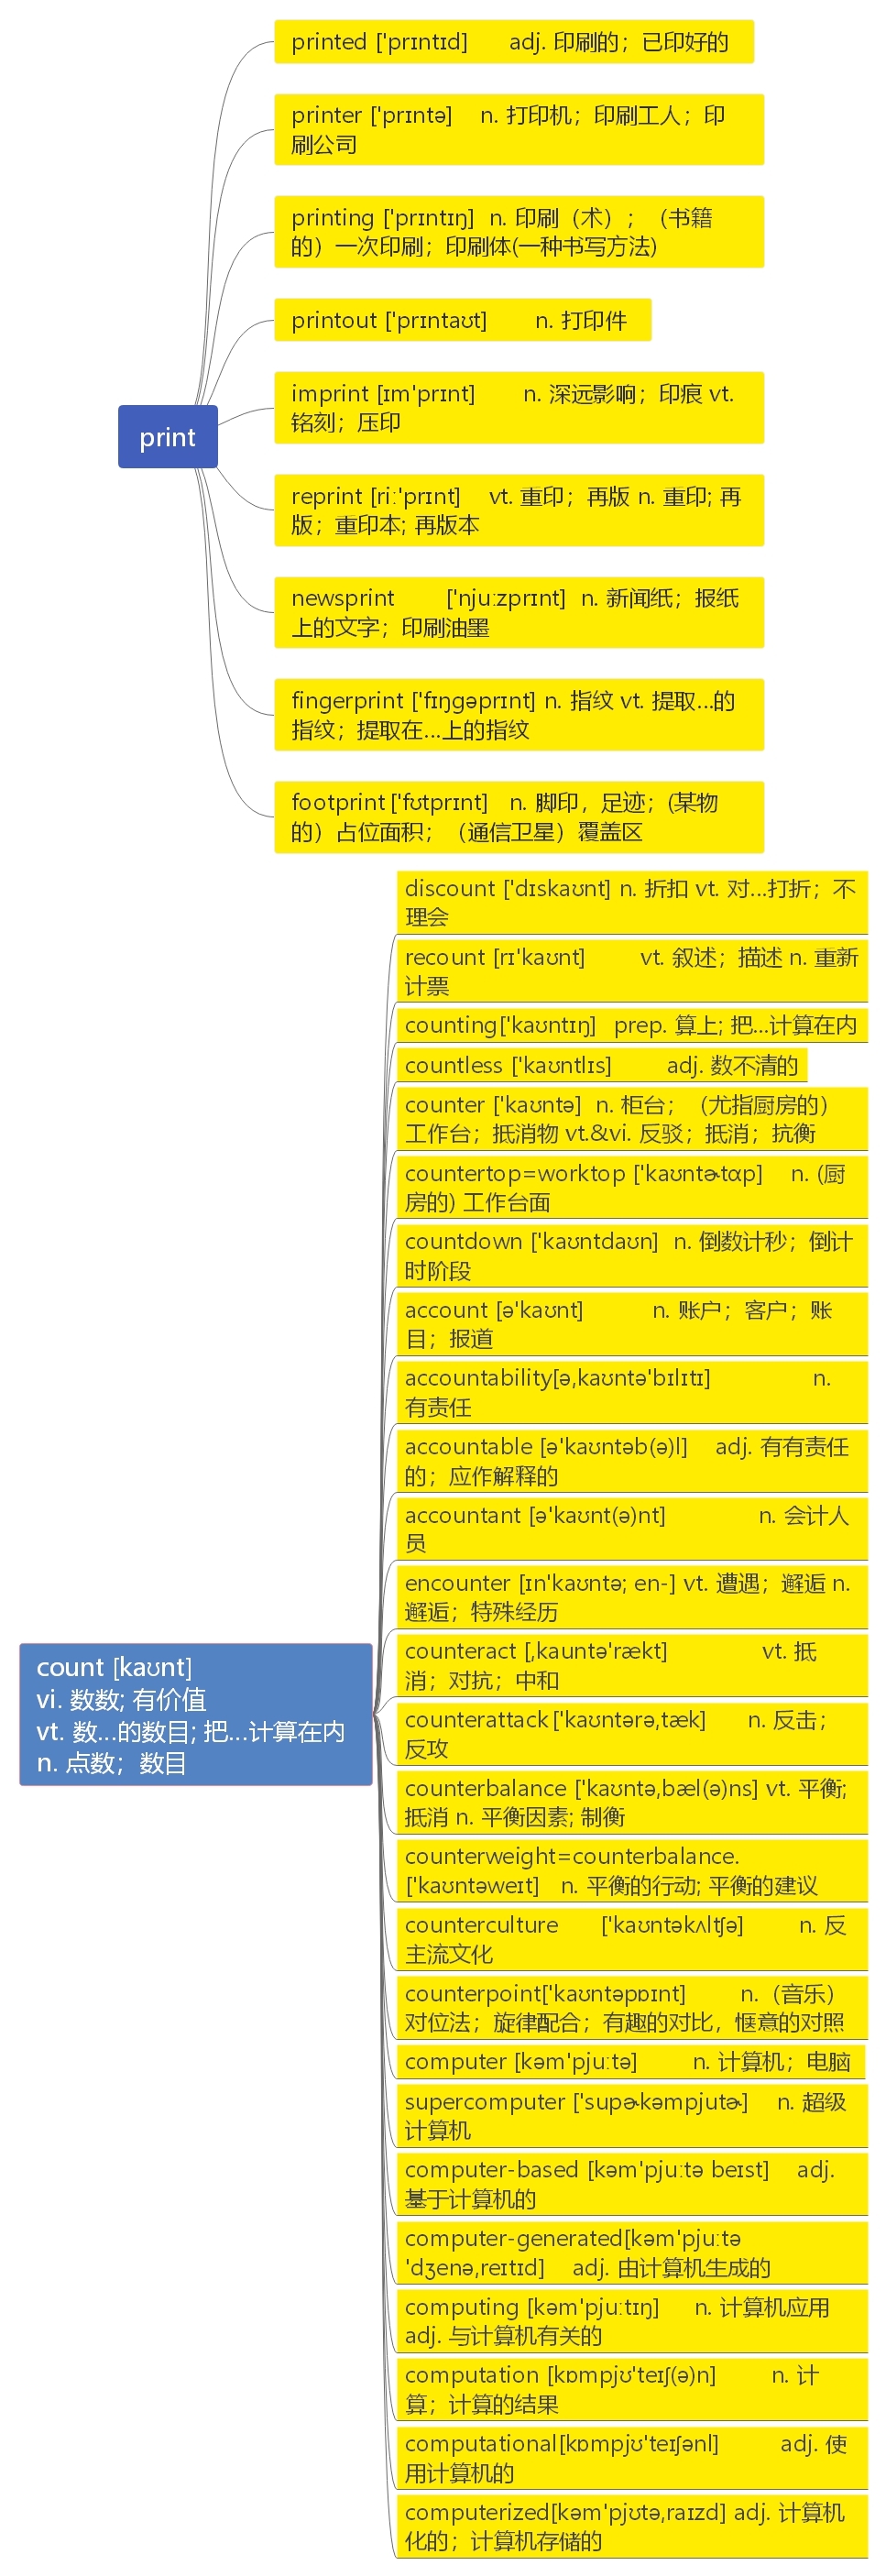 printed ['prɪntɪd] adj. 印刷的；已印好的
printer ['prɪntə] n. 打印机；印刷工人；印
刷公司
printing ['prɪntɪŋ] n. 印刷（术）；（书籍
的）一次印刷；印刷体(一种书写方法)
printout ['prɪntaʊt] n. 打印件
imprint [ɪm'prɪnt] n. 深远影响；印痕 vt.
铭刻；压印
print
reprint [riː'prɪnt] vt. 重印；再版 n. 重印; 再
版；重印本; 再版本
newsprint ['njuːzprɪnt] n. 新闻纸；报纸
上的文字；印刷油墨
fingerprint ['fɪŋgəprɪnt] n. 指纹 vt. 提取...的
指纹；提取在...上的指纹
footprint ['fʊtprɪnt] n. 脚印，足迹；(某物
的）占位面积；（通信卫星）覆盖区
discount ['dɪskaʊnt] n. 折扣 vt. 对...打折；不
理会
recount [rɪ'kaʊnt] vt. 叙述；描述 n. 重新
计票
counting['kaʊntɪŋ] prep. 算上; 把...计算在内
countless ['kaʊntlɪs] adj. 数不清的
counter ['kaʊntə] n. 柜台；（尤指厨房的）
工作台；抵消物 vt.&vi. 反驳；抵消；抗衡
countertop=worktop ['kaʊntɚtɑp] n. (厨
房的) 工作台面
countdown ['kaʊntdaʊn] n. 倒数计秒；倒计
时阶段
account [ə'kaʊnt] n. 账户；客户；账
目；报道
accountability[ə,kaʊntə'bɪlɪtɪ] n.
有责任
accountable [ə'kaʊntəb(ə)l] adj. 有有责任
的；应作解释的
accountant [ə'kaʊnt(ə)nt] n. 会计人
员
encounter [ɪn'kaʊntə; en-] vt. 遭遇；邂逅 n.
邂逅；特殊经历
count [kaʊnt]
vi. 数数; 有价值
vt. 数...的数目; 把...计算在内
n. 点数；数目
counteract [,kauntə'rækt] vt. 抵
消；对抗；中和
counterattack ['kaʊntərə,tæk] n. 反击；
反攻
counterbalance ['kaʊntə,bæl(ə)ns] vt. 平衡;
抵消 n. 平衡因素; 制衡
counterweight=counterbalance.
['kaʊntəweɪt] n. 平衡的行动; 平衡的建议
counterculture ['kaʊntəkʌltʃə] n. 反
主流文化
counterpoint['kaʊntəpɒɪnt] n.（音乐）
对位法；旋律配合；有趣的对比，惬意的对照
computer [kəm'pjuːtə] n. 计算机；电脑
supercomputer ['supɚkəmpjutɚ] n. 超级
计算机
computer-based [kəm'pjuːtə beɪst] adj.
基于计算机的
computer-generated[kəm'pjuːtə
'dʒenə,reɪtɪd] adj. 由计算机生成的
computing [kəm'pjuːtɪŋ] n. 计算机应用
adj. 与计算机有关的
computation [kɒmpjʊ'teɪʃ(ə)n] n. 计
算；计算的结果
computational[kɒmpjʊ'teɪʃənl] adj. 使
用计算机的
computerized[kəm'pjʊtə,raɪzd] adj. 计算机
化的；计算机存储的